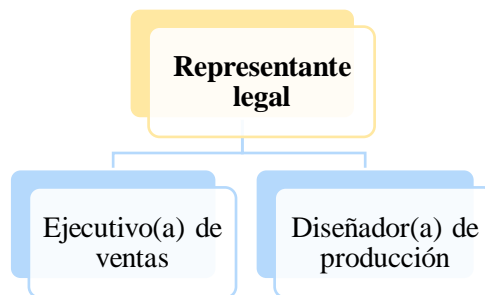 Representante
legal
Ejecutivo(a) de
ventas
Diseñador(a) de
producción